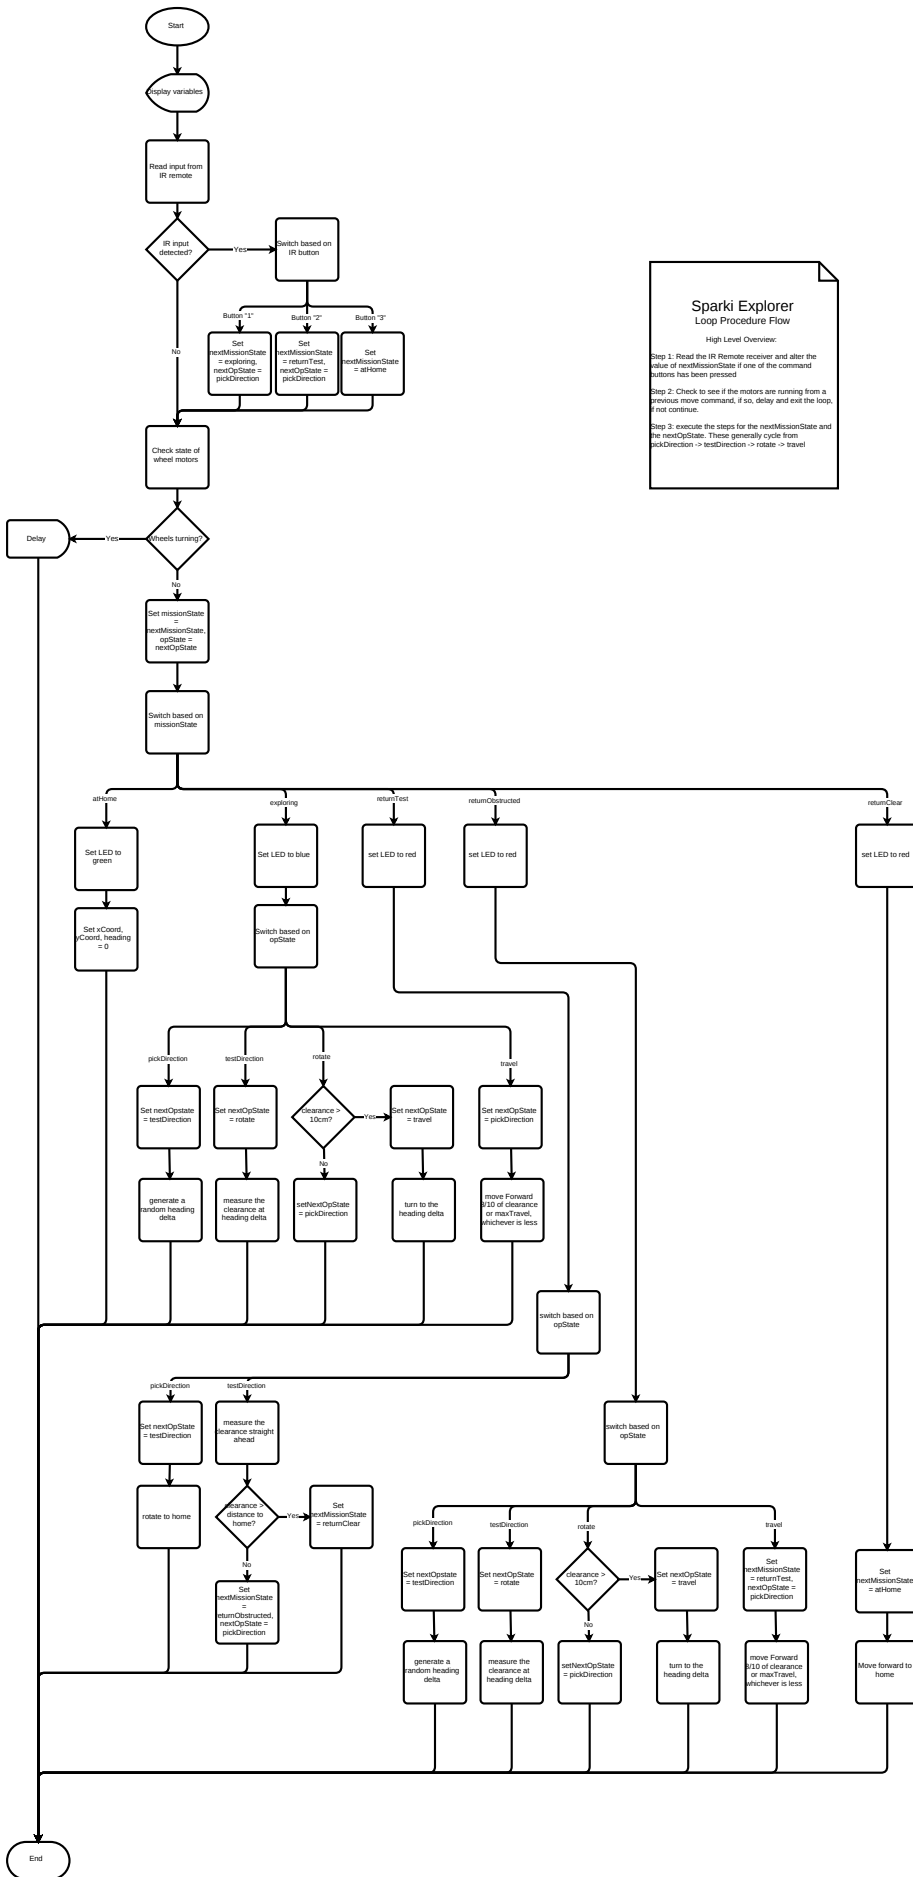 Start
Display variables
Read input from
IR remote
IR input
detected?
Yes
Switch based on
IR button
Button "1"
Button "2"
Button "3"
Set
nextMissionState
= exploring,
nextOpState =
pickDirection
Set
nextMissionState
= returnTest,
nextOpState =
pickDirection
Set
nextMissionState
= atHome
No
Sparki Explorer
Loop Procedure Flow
High Level Overview:
Step 1: Read the IR Remote receiver and alter the
value of nextMissionState if one of the command
buttons has been pressed
Step 2: Check to see if the motors are running from a
previous move command, if so, delay and exit the loop,
if not continue.
Step 3: execute the steps for the nextMissionState and
the nextOpState. These generally cycle from
pickDirection -> testDirection -> rotate -> travel
Check state of
wheel motors
Wheels turning?
Yes
Delay
No
Set missionState
=
nextMissionState,
opState =
nextOpState
Switch based on
missionState
atHome
exploring
returnTest
returnObstructed
returnClear
Set LED to
green
Set LED to blue
set LED to red
set LED to red
set LED to red
Set xCoord,
yCoord, heading
= 0
Switch based on
opState
pickDirection
testDirection
rotate
travel
Set nextOpstate
= testDirection
Set nextOpState
= rotate
clearance >
10cm?
Yes
Set nextOpState
= travel
Set nextOpState
= pickDirection
No
generate a
random heading
delta
measure the
clearance at
heading delta
setNextOpState
= pickDirection
turn to the
heading delta
move Forward
8/10 of clearance
or maxTravel,
whichever is less
switch based on
opState
pickDirection
testDirection
Set nextOpState
= testDirection
measure the
clearance straight
ahead
switch based on
opState
rotate to home
clearance >
distance to
home?
Yes
Set
nextMissionState
= returnClear
No
Set
nextMissionState
=
returnObstructed,
nextOpState =
pickDirection
pickDirection
testDirection
rotate
travel
Set nextOpstate
= testDirection
Set nextOpState
= rotate
clearance >
10cm?
Yes
Set nextOpState
= travel
Set
nextMissionState
= returnTest,
nextOpState =
pickDirection
Set
nextMissionState
= atHome
No
generate a
random heading
delta
measure the
clearance at
heading delta
setNextOpState
= pickDirection
turn to the
heading delta
move Forward
8/10 of clearance
or maxTravel,
whichever is less
Move forward to
home
End